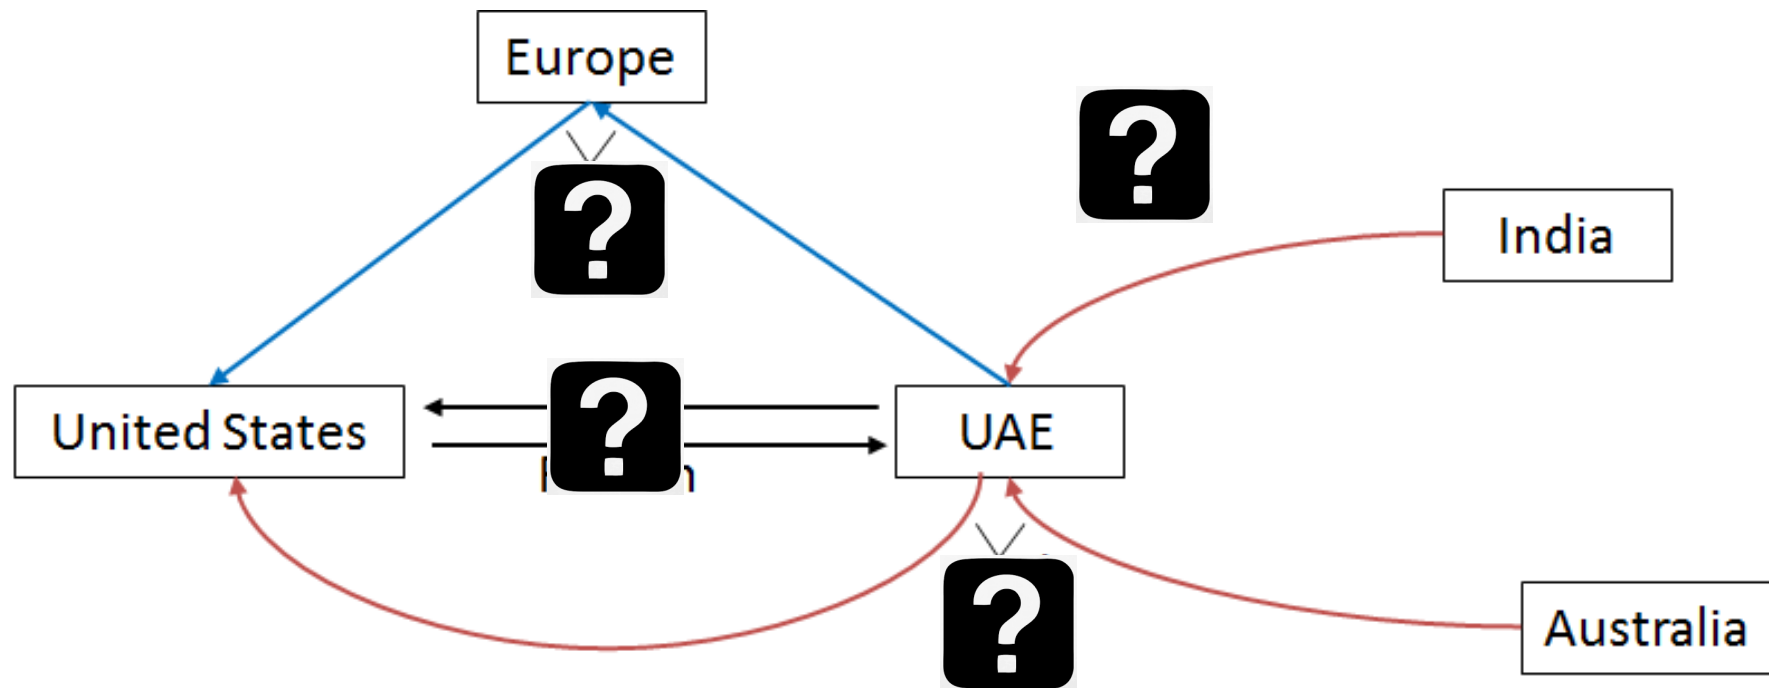 Europe
?
?
India
United States
?
UAE
?
Australia